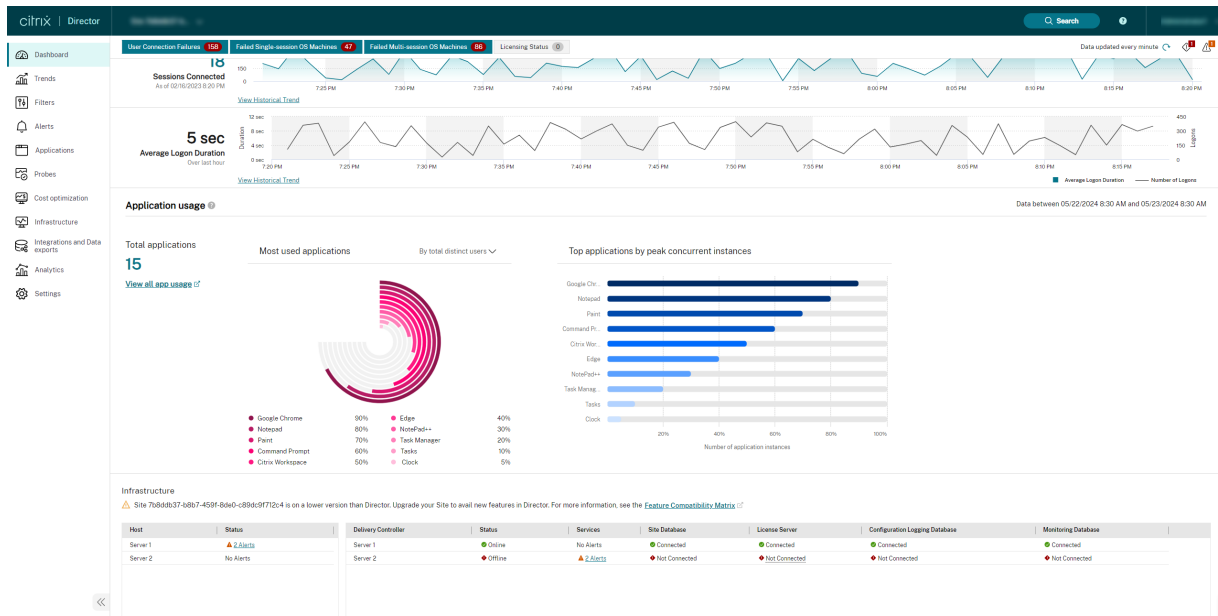 citrix | Director
Search
Dashboard
Trends
Filters
Alerts
Applications
Probes
Cost optimization
Infrastructure
Integrations and Data
exports
Analytics
Settings
User Connection Failures 158
Failed Single-session OS Machines 47
Failed Multi-session OS Machines 86
Licensing Status 0
Data updated every minute
1
1
18
Sessions Connected
As of 02/16/2023 8:20 PM
150
0
7:25 PM 7:30 PM 7:35 PM 7:40 PM 7:45 PM 7:50 PM 7:55 PM 8:00 PM 8:05 PM 8:10 PM 8:15 PM 8:20 PM
View Historical Trend
5 sec
Average Logon Duration
Over last hour
Duration
12 sec
8 sec
4 sec
0 sec
450
300
150
0
Logons
7:20 PM 7:25 PM 7:30 PM 7:35 PM 7:40 PM 7:45 PM 7:50 PM 7:55 PM 8:00 PM 8:05 PM 8:10 PM 8:15 PM
View Historical Trend
Average Logon Duration Number of Logons
Application usage
Data between 05/22/2024 8:30 AM and 05/23/2024 8:30 AM
Total applications
15
View all app usage
Most used applications
By total distinct users
Google Chrome 90%
Notepad 80%
Paint 70%
Command Prompt 60%
Citrix Workspace 50%
Edge 40%
NotePad++ 30%
Task Manager 20%
Tasks 10%
Clock 5%
Top applications by peak concurrent instances
Google Chr...
Notepad
Paint
Command Pr...
Citrix Wor...
Edge
NotePad++
Task Manag...
Tasks
Clock
20% 40% 60% 80% 100%
Number of application instances
Infrastructure
Site 7b8ddb37-b8b7-459f-8de0-c89dc9f712c4 is on a lower version than Director. Upgrade your Site to avail new features in Director. For more information, see the Feature Compatibility Matrix
Host Status
Server 1 2 Alerts
Server 2 No Alerts
Delivery Controller Status Services Site Database License Server Configuration Logging Database Monitoring Database
Server 1 Online No Alerts Connected Connected Connected Connected
Server 2 Offline 2 Alerts Not Connected Not Connected Not Connected Not Connected